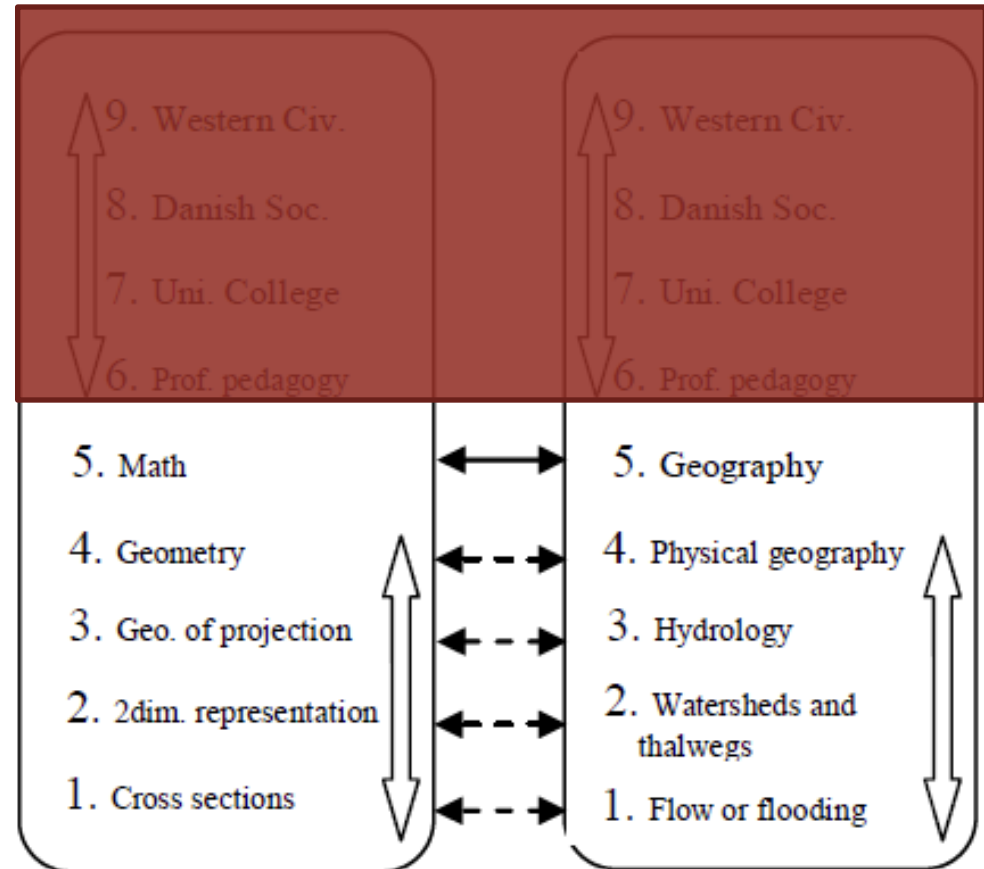 9. Western Civ.
8. Danish Soc.
7. Uni. College
6. Prof. pedagogy
5. Math
4. Geometry
3. Geo. of projection
2. 2dim. representation
1. Cross sections
9. Western Civ.
8. Danish Soc.
7. Uni. College
6. Prof. pedagogy
5. Geography
4. Physical geography
3. Hydrology
2. Watersheds and
thalwegs
1. Flow or flooding